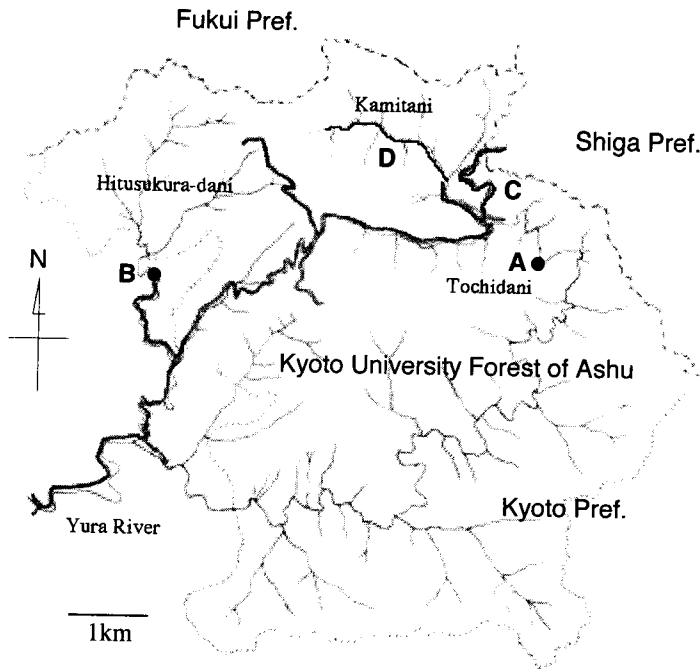 Fukui Pref.
Kamitani
Shiga Pref.
D
Hitusukura-dani
C
N
B
A
Tochidani
Kyoto University Forest of Ashu
Kyoto Pref.
Yura River
1km